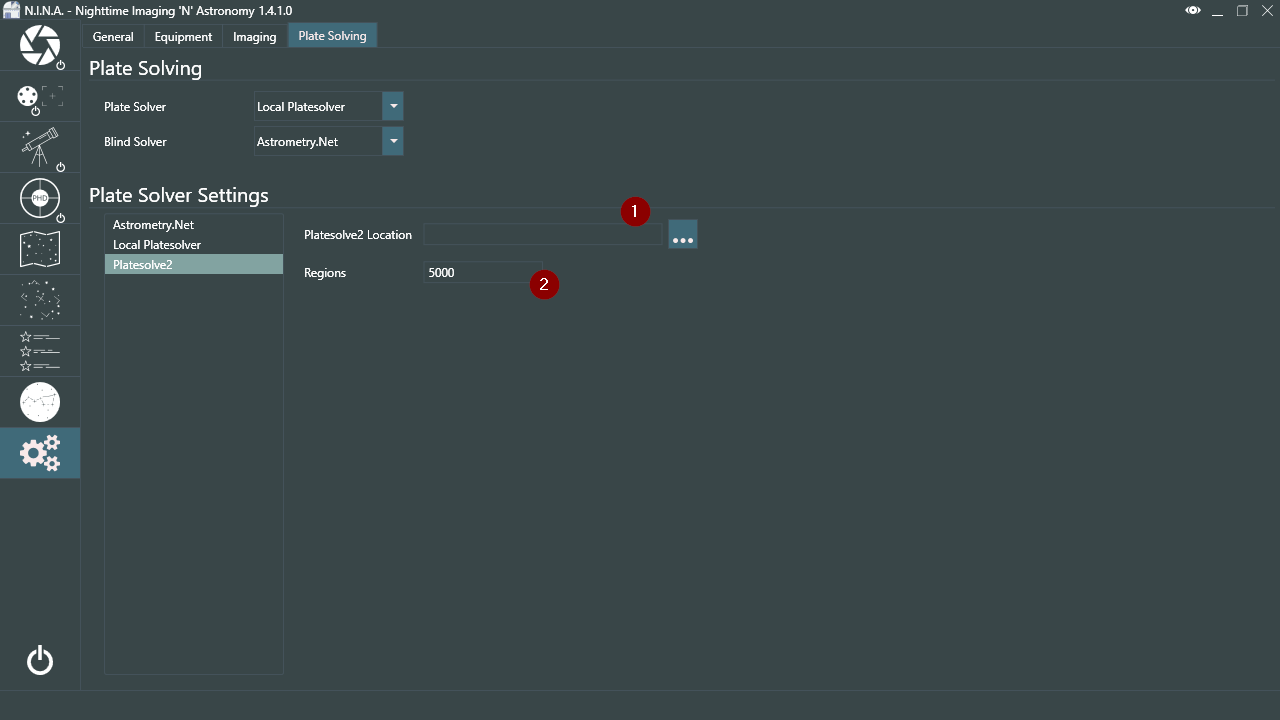 N.I.N.A. - Nighttime Imaging 'N' Astronomy 1.4.1.0
General Equipment Imaging Plate Solving
Plate Solving
Plate Solver Local Platesolver
Blind Solver Astrometry.Net
PHD
Plate Solver Settings
1
Astrometry.Net
Local Platesolver
Platesolve2
Platesolve2 Location ...
Regions 5000
2